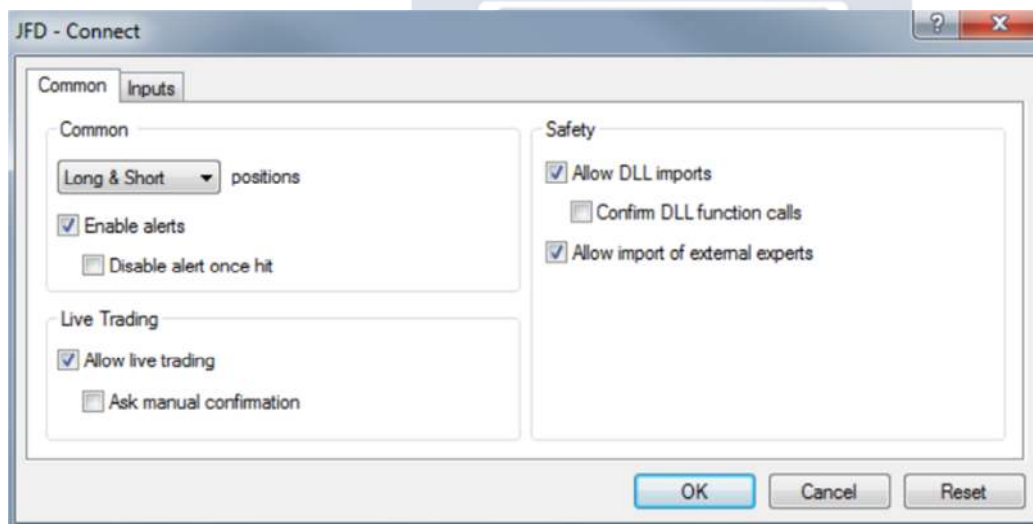 JFD - Connect
Common
Inputs
Common
Long & Short positions
Enable alerts
Disable alert once hit
Live Trading
Allow live trading
Ask manual confirmation
Safety
Allow DLL imports
Confirm DLL function calls
Allow import of external experts
OK
Cancel
Reset